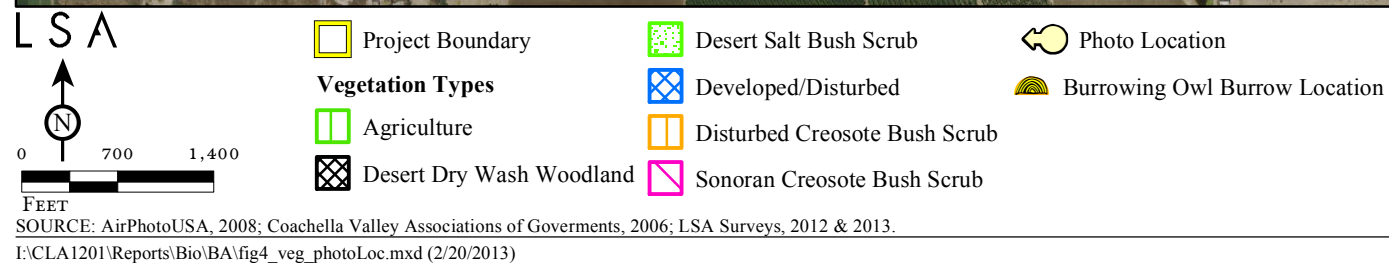 LSA
N
0 700 1,400
FEET
Project Boundary
Vegetation Types
Agriculture
Desert Dry Wash Woodland
Desert Salt Bush Scrub
Developed/Disturbed
Disturbed Creosote Bush Scrub
Sonoran Creosote Bush Scrub
Photo Location
Burrowing Owl Burrow Location
SOURCE: AirPhotoUSA, 2008; Coachella Valley Associations of Goverments, 2006; LSA Surveys, 2012 & 2013.
I:\CLA1201\Reports\Bio\BA\fig4_veg_photoLoc.mxd (2/20/2013)